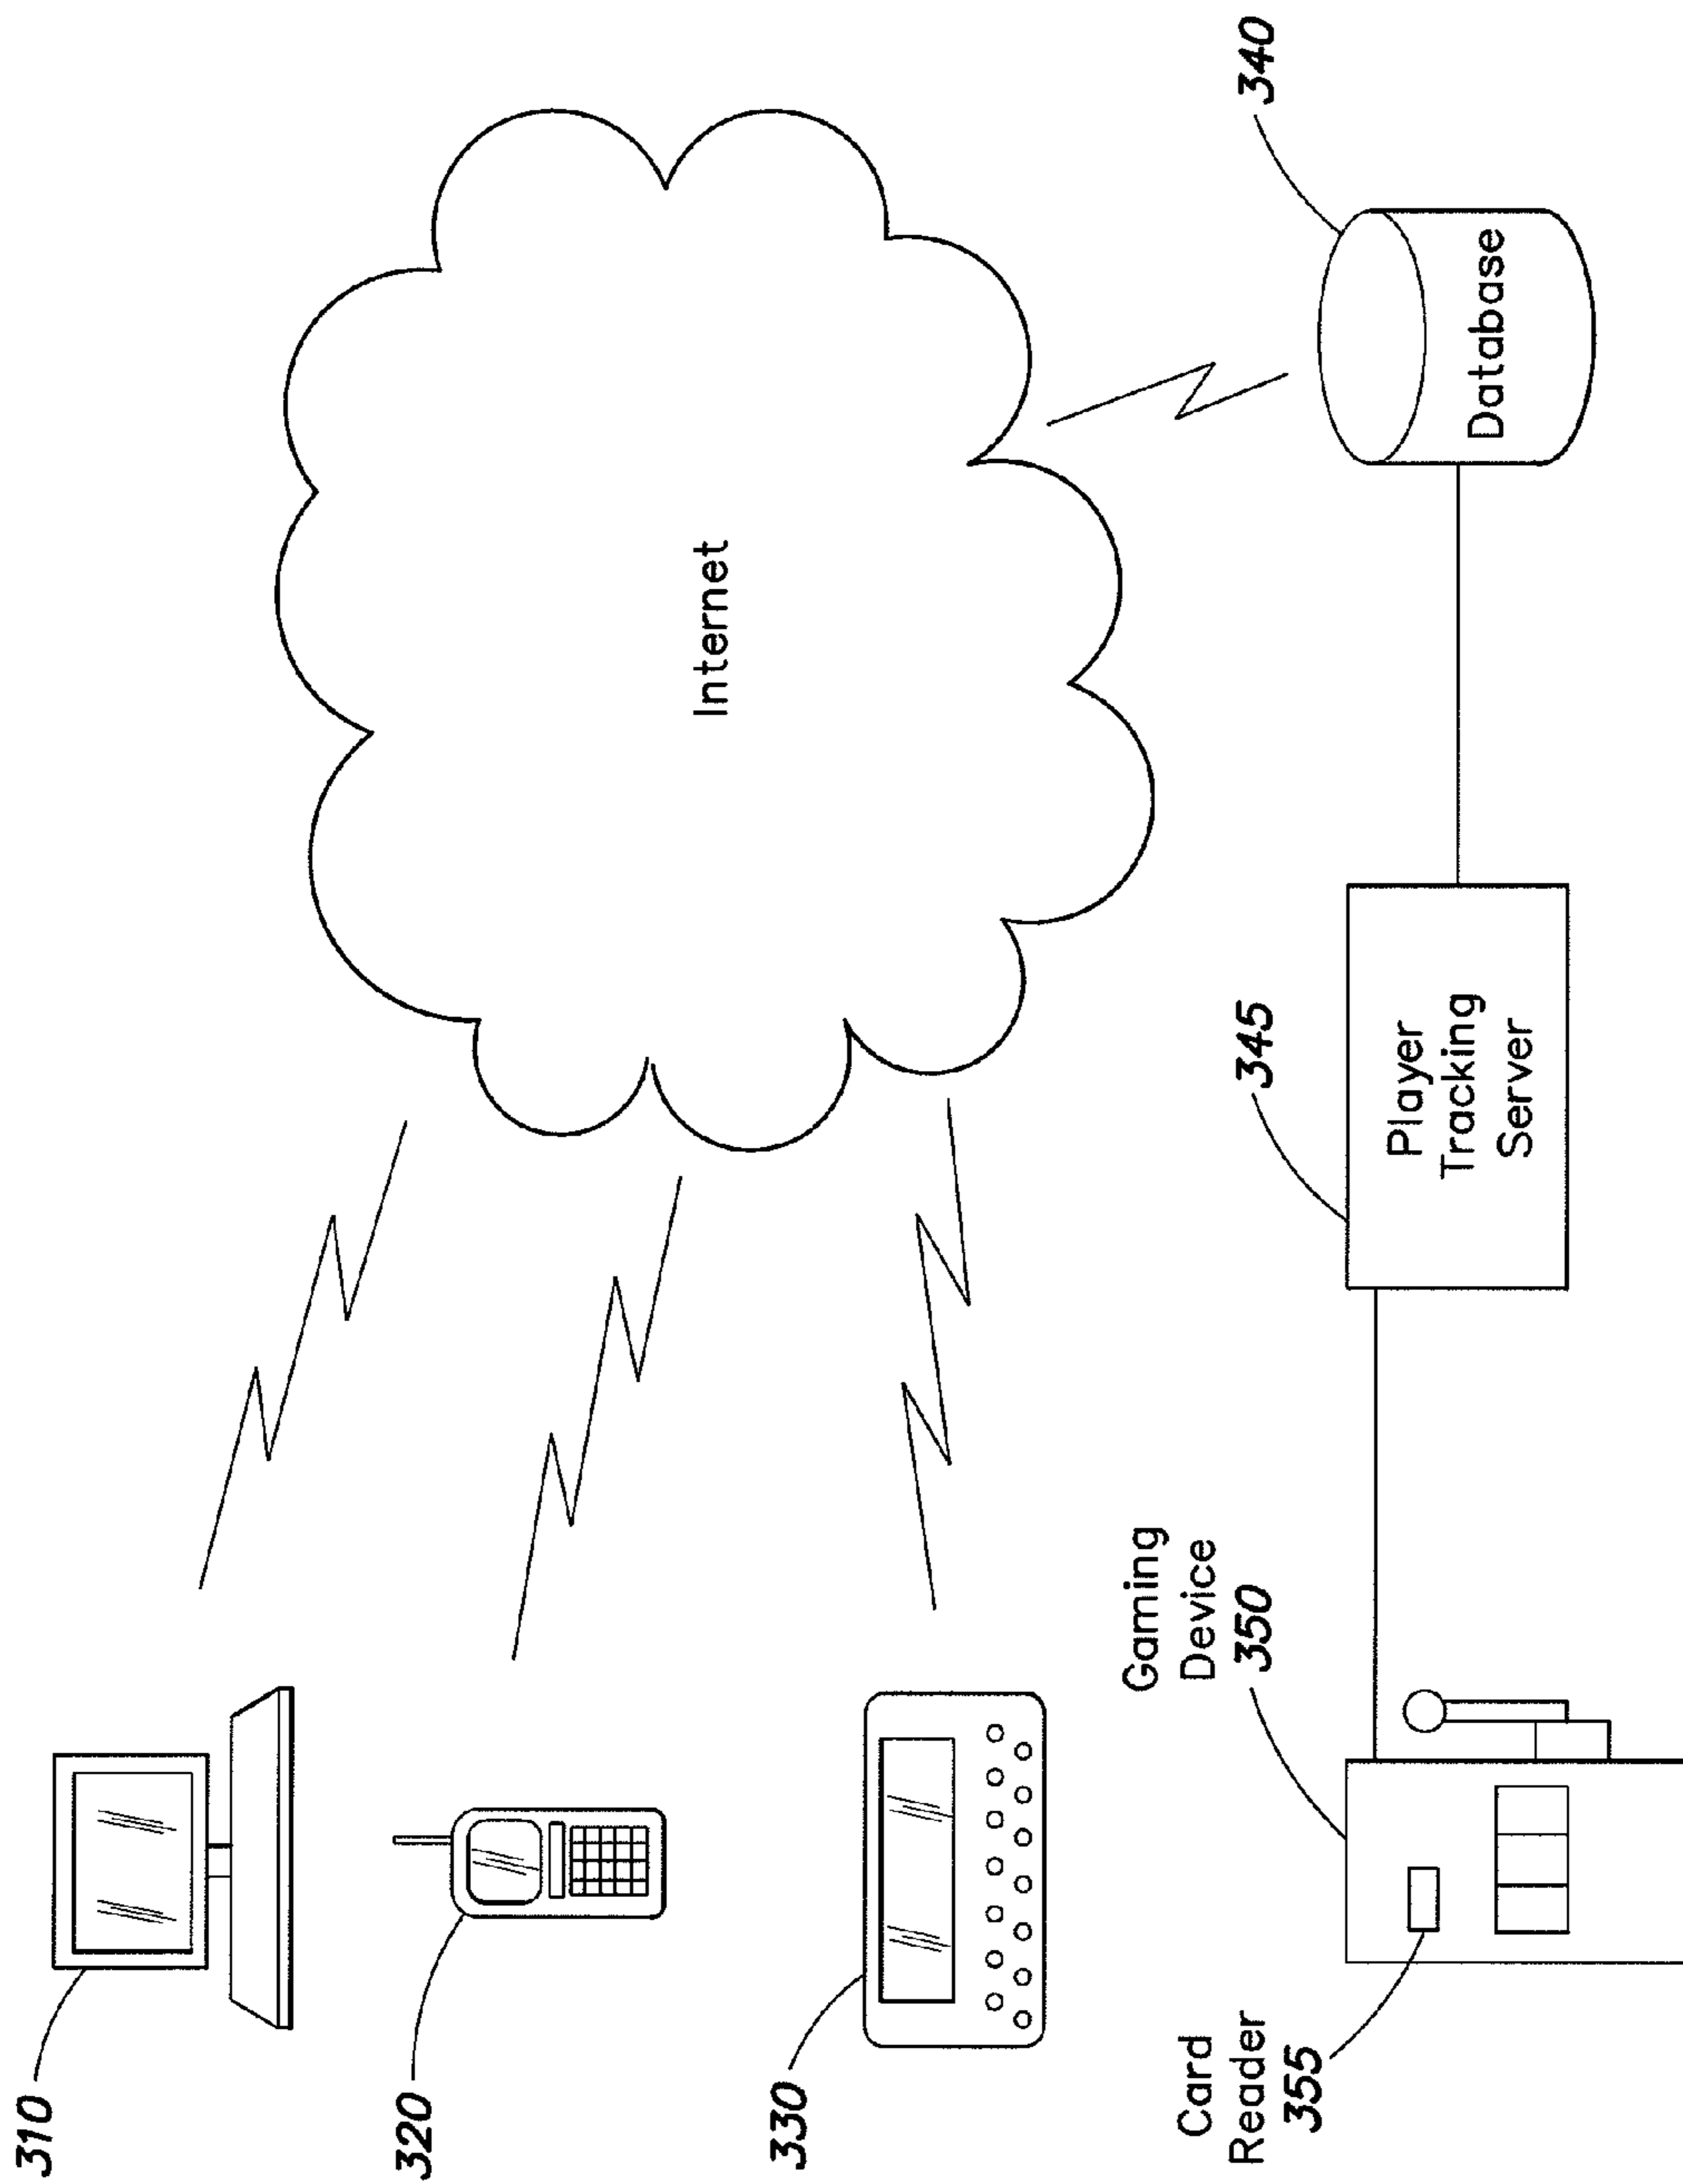 310
320
330
Internet
340
Database
345
Player
Tracking
Server
Gaming
Device
350
Card
Reader
355